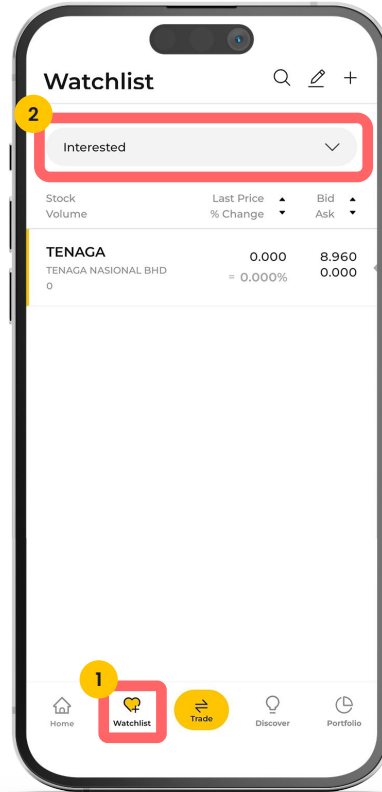 Watchlist
2
Interested
Stock Last Price Bid
Volume % Change Ask
TENAGA 0.000 8.960
TENAGA NASIONAL BHD = 0.000% 0.000
0
1
Home Watchlist Trade Discover Portfolio